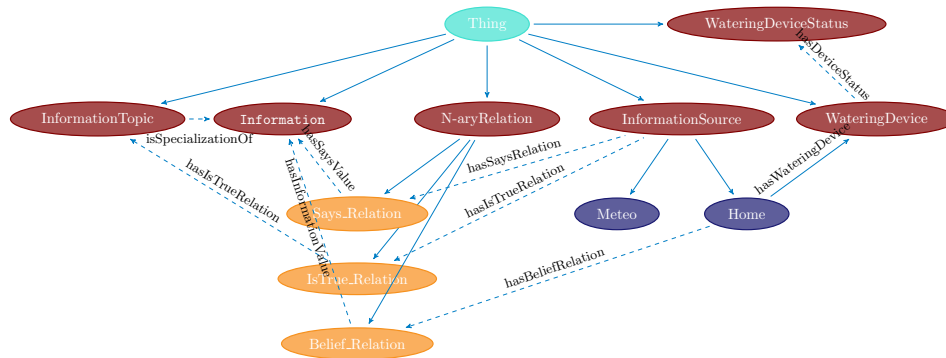 Thing
WateringDeviceStatus
hasDeviceStatus
InformationTopic
Information
N-aryRelation
InformationSource
WateringDevice
isSpecializationOf
hasSaysValue
hasSaysRelation
hasWateringDevice
hasIsTrueRelation
hasInformationValue
hasIsTrueRelation
Says_Relation
Meteo
Home
IsTrue_Relation
hasBeliefRelation
Belief_Relation